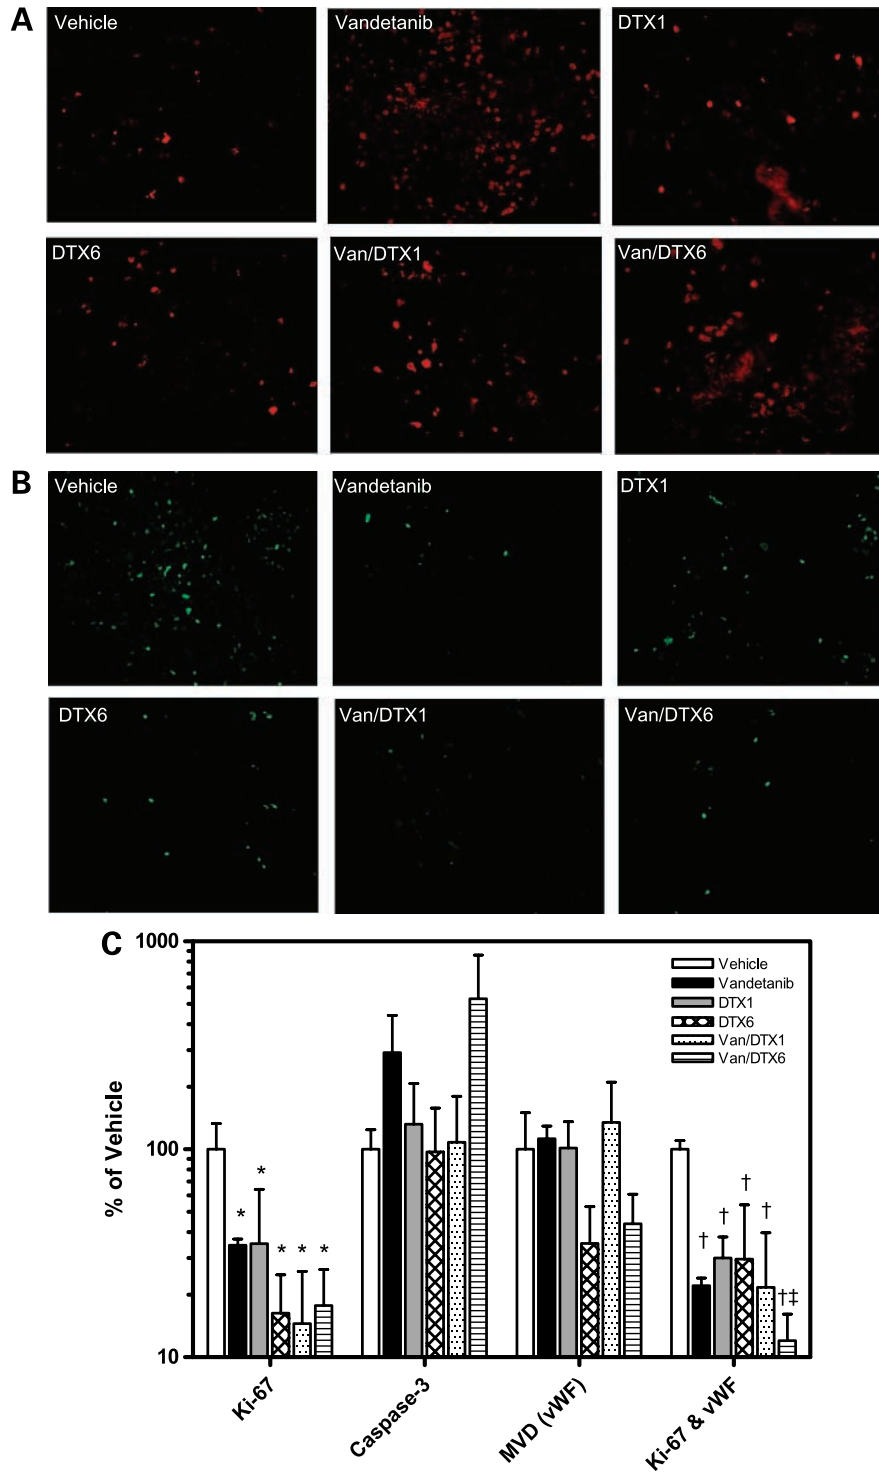 A
Vehicle
Vandetanib
DTX1
DTX6
Van/DTX1
Van/DTX6
B
Vehicle
Vandetanib
DTX1
DTX6
Van/DTX1
Van/DTX6
C
1000
100
10
% of Vehicle
Vehicle
Vandetanib
DTX1
DTX6
Van/DTX1
Van/DTX6
* * * * *
† † † † †‡
Ki-67
Caspase-3
MVD (vWF)
Ki-67 & vWF